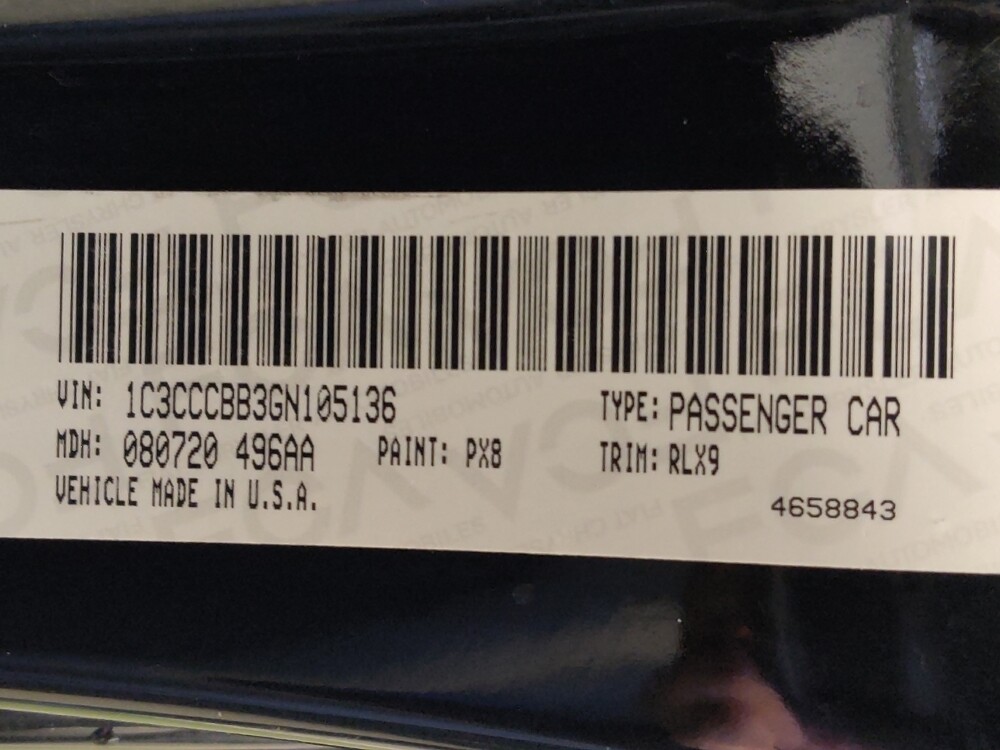 VIN: 1C3CCCBB3GN105136 TYPE: PASSENGER CAR
MDH: 080720 496AA PAINT: PX8 TRIM: RLX9
VEHICLE MADE IN U.S.A. 4658843